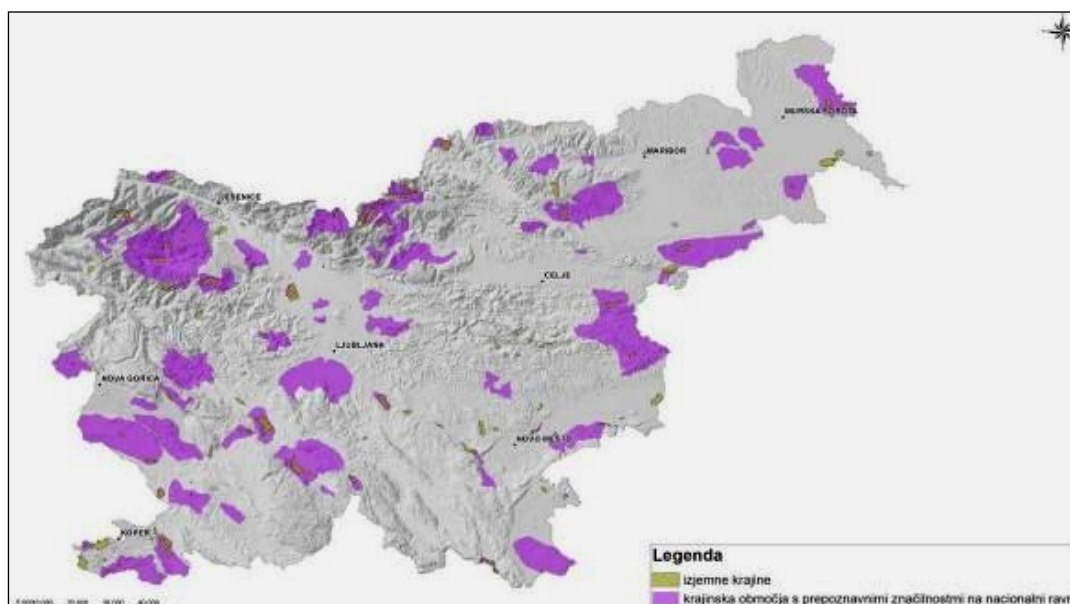 MURSKA SOBOTA
MARIBOR
JESENICE
CELJE
LJUBLJANA
NOVA GORICA
NOVO MESTO
KOPER
Legenda
izjemne krajine
krajinska območja s prepoznavnimi značilnostmi na nacionalni ravni